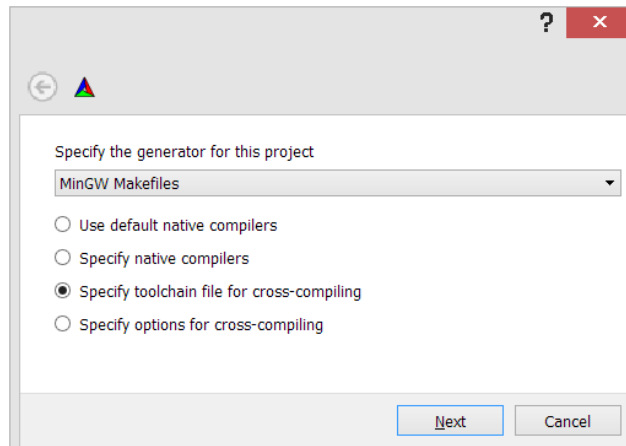 ?
Specify the generator for this project
MinGW Makefiles
Use default native compilers
Specify native compilers
Specify toolchain file for cross-compiling
Specify options for cross-compiling
Next
Cancel